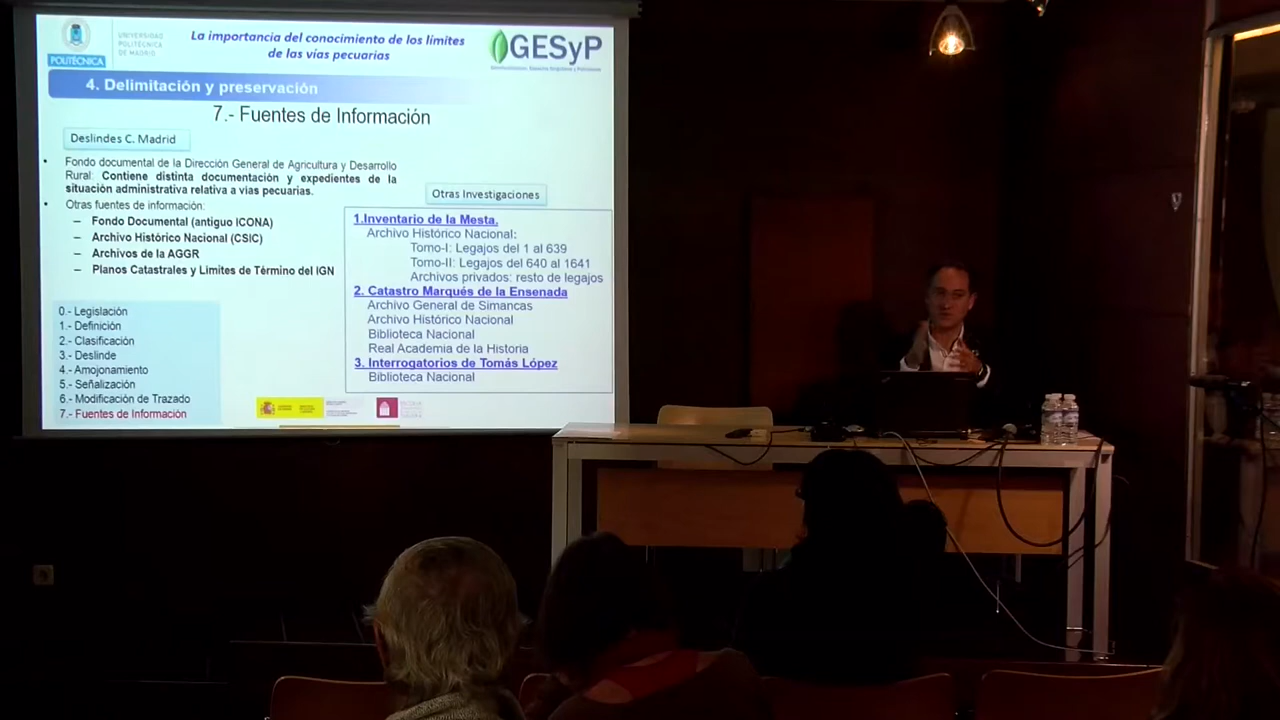 POLITÉCNICA
UNIVERSIDAD
POLITÉCNICA
DE MADRID
La importancia del conocimiento de los límites
de las vías pecuarias
GESyP
4. Delimitación y preservación
7.- Fuentes de Información
Deslindes C. Madrid
• Fondo documental de la Dirección General de Agricultura y Desarrollo
Rural: Contiene distinta documentación y expedientes de la
situación administrativa relativa a vías pecuarias.
• Otras fuentes de información:
– Fondo Documental (antiguo ICONA)
– Archivo Histórico Nacional (CSIC)
– Archivos de la AGGR
– Planos Catastrales y Limites de Término del IGN
Otras Investigaciones
1.Inventario de la Mesta.
Archivo Histórico Nacional:
Tomo-I: Legajos del 1 al 639
Tomo-II: Legajos del 640 al 1641
Archivos privados: resto de legajos
2. Catastro Marqués de la Ensenada
Archivo General de Simancas
Archivo Histórico Nacional
Biblioteca Nacional
Real Academia de la Historia
3. Interrogatorios de Tomás López
Biblioteca Nacional
0.- Legislación
1.- Definición
2.- Clasificación
3.- Deslinde
4.- Amojonamiento
5.- Señalización
6.- Modificación de Trazado
7.- Fuentes de Información